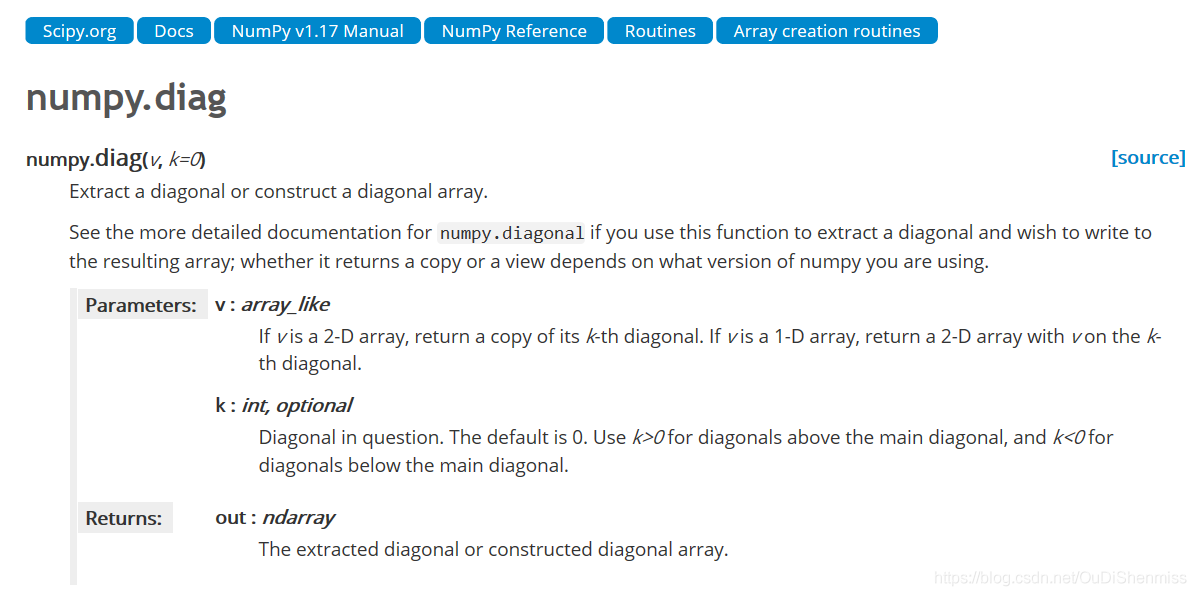 Scipy.org Docs NumPy v1.17 Manual NumPy Reference Routines Array creation routines
numpy.diag
numpy.diag(v, k=0) [source]
Extract a diagonal or construct a diagonal array.
See the more detailed documentation for numpy.diagonal if you use this function to extract a diagonal and wish to write to
the resulting array; whether it returns a copy or a view depends on what version of numpy you are using.
Parameters: v : array_like
If v is a 2-D array, return a copy of its k-th diagonal. If v is a 1-D array, return a 2-D array with v on the k-
th diagonal.
k : int, optional
Diagonal in question. The default is 0. Use k>0 for diagonals above the main diagonal, and k<0 for
diagonals below the main diagonal.
Returns: out : ndarray
The extracted diagonal or constructed diagonal array.
https://blog.csdn.net/OuDiShenmiss